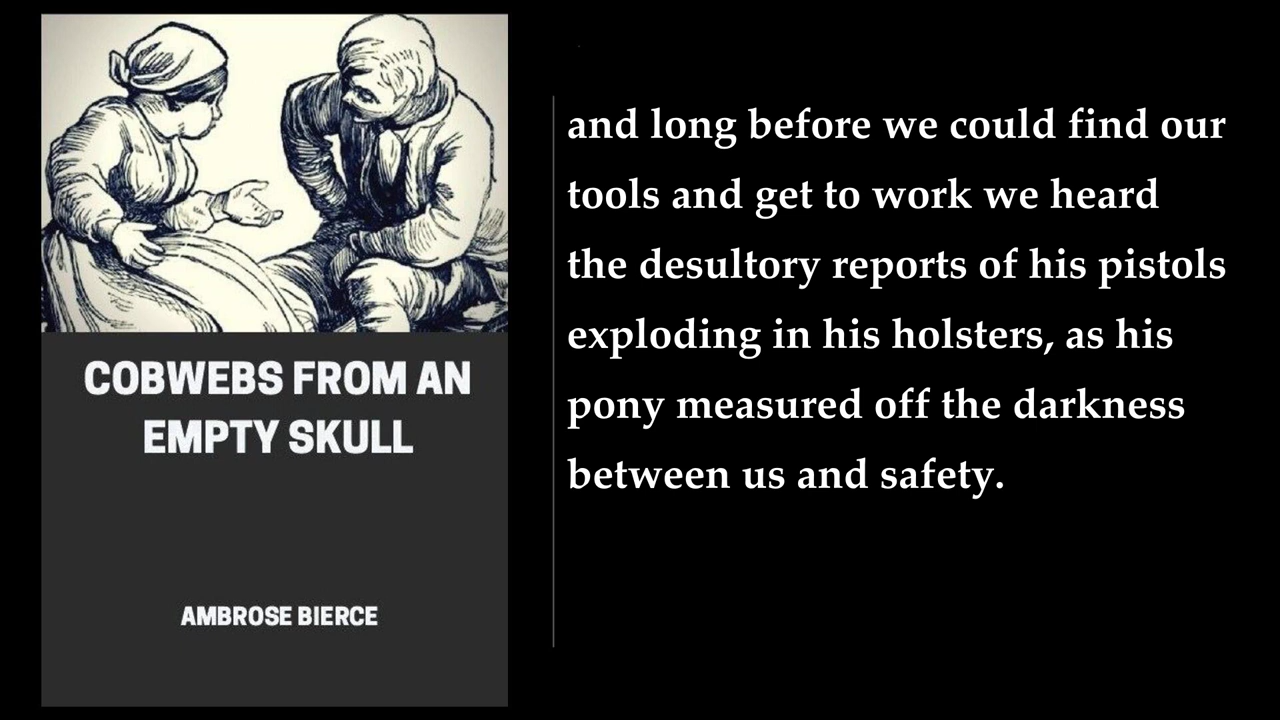 COBWEBS FROM AN
EMPTY SKULL
AMBROSE BIERCE
and long before we could find our
tools and get to work we heard
the desultory reports of his pistols
exploding in his holsters, as his
pony measured off the darkness
between us and safety.